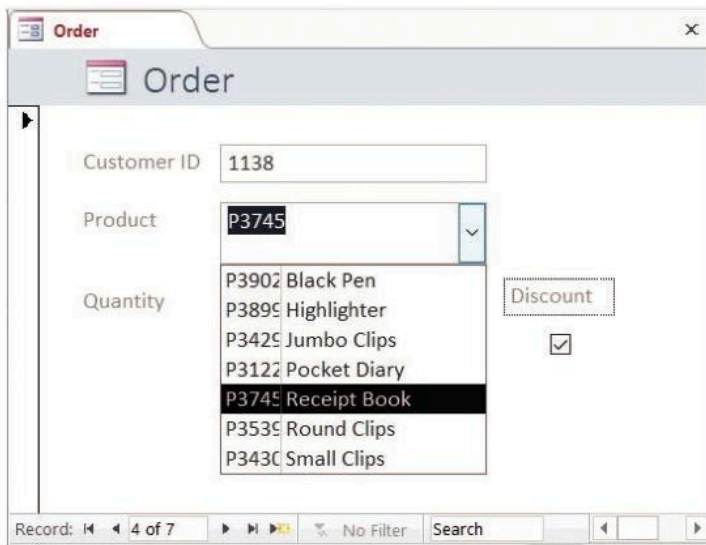 Order
Order
Customer ID 1138
Product P3745
Quantity
P3902 Black Pen
P3899 Highlighter
P3429 Jumbo Clips
P3122 Pocket Diary
P3745 Receipt Book
P3539 Round Clips
P3430 Small Clips
Discount
Record: 4 of 7 No Filter Search